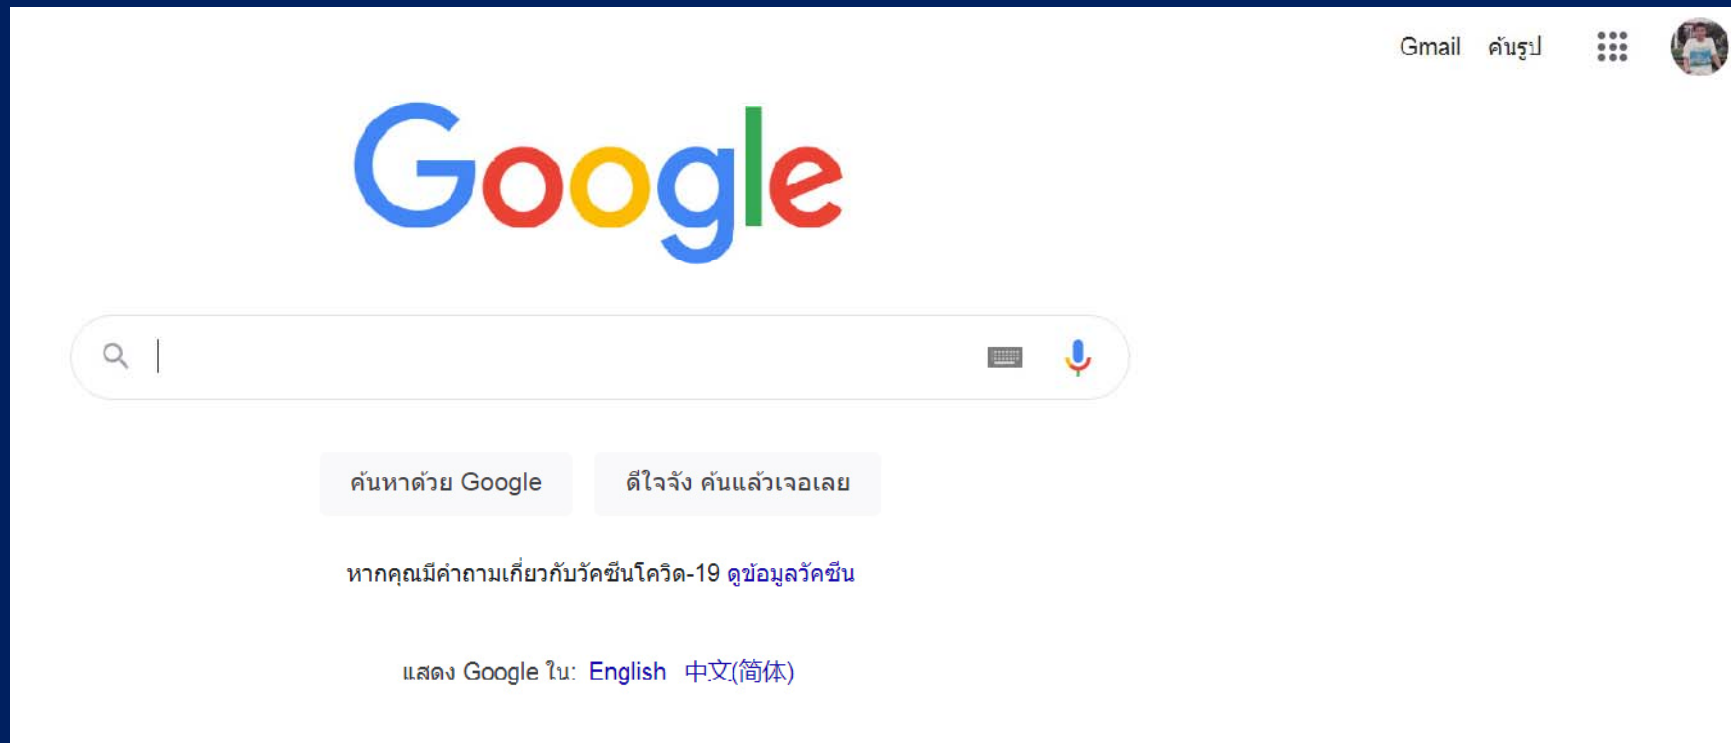 Gmail ค้นรูป
Google
ค้นหาด้วย Google ดีใจจัง ค้นแล้วเจอเลย
หากคุณมีคำถามเกี่ยวกับวัคซีนโควิด-19 ดูข้อมูลวัคซีน
แสดง Google ใน: English 中文(简体)